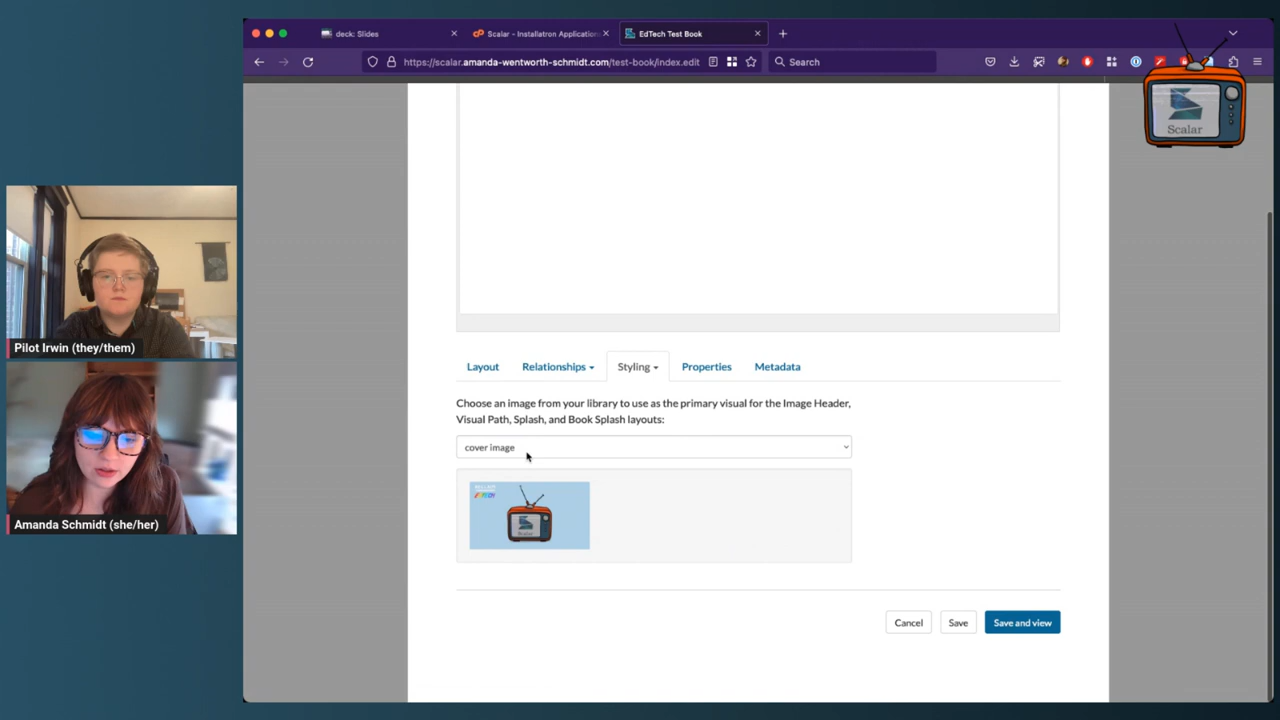 deck: Slides
Scalar - Installatron Application
EdTech Test Book
https://scalar.amanda-wentworth-schmidt.com/test-book/index.edit
Search
Scalar
Pilot Irwin (they/them)
Amanda Schmidt (she/her)
Layout
Relationships
Styling
Properties
Metadata
Choose an image from your library to use as the primary visual for the Image Header,
Visual Path, Splash, and Book Splash layouts:
cover image
Scalar
Cancel
Save
Save and view